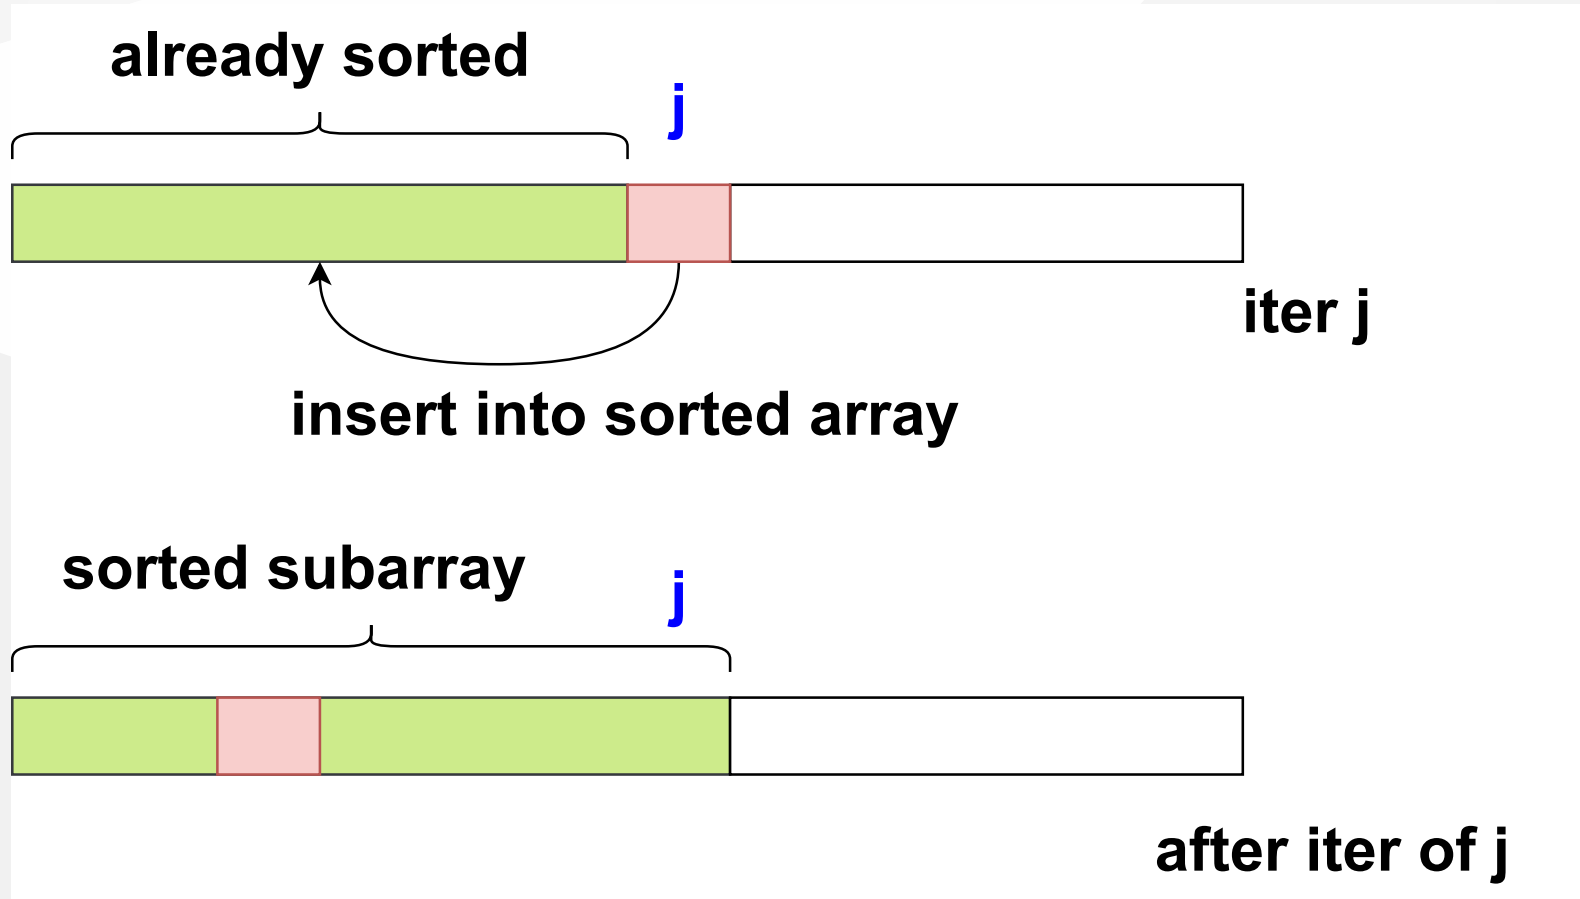 already sorted
j
iter j
insert into sorted array
sorted subarray
j
after iter of j